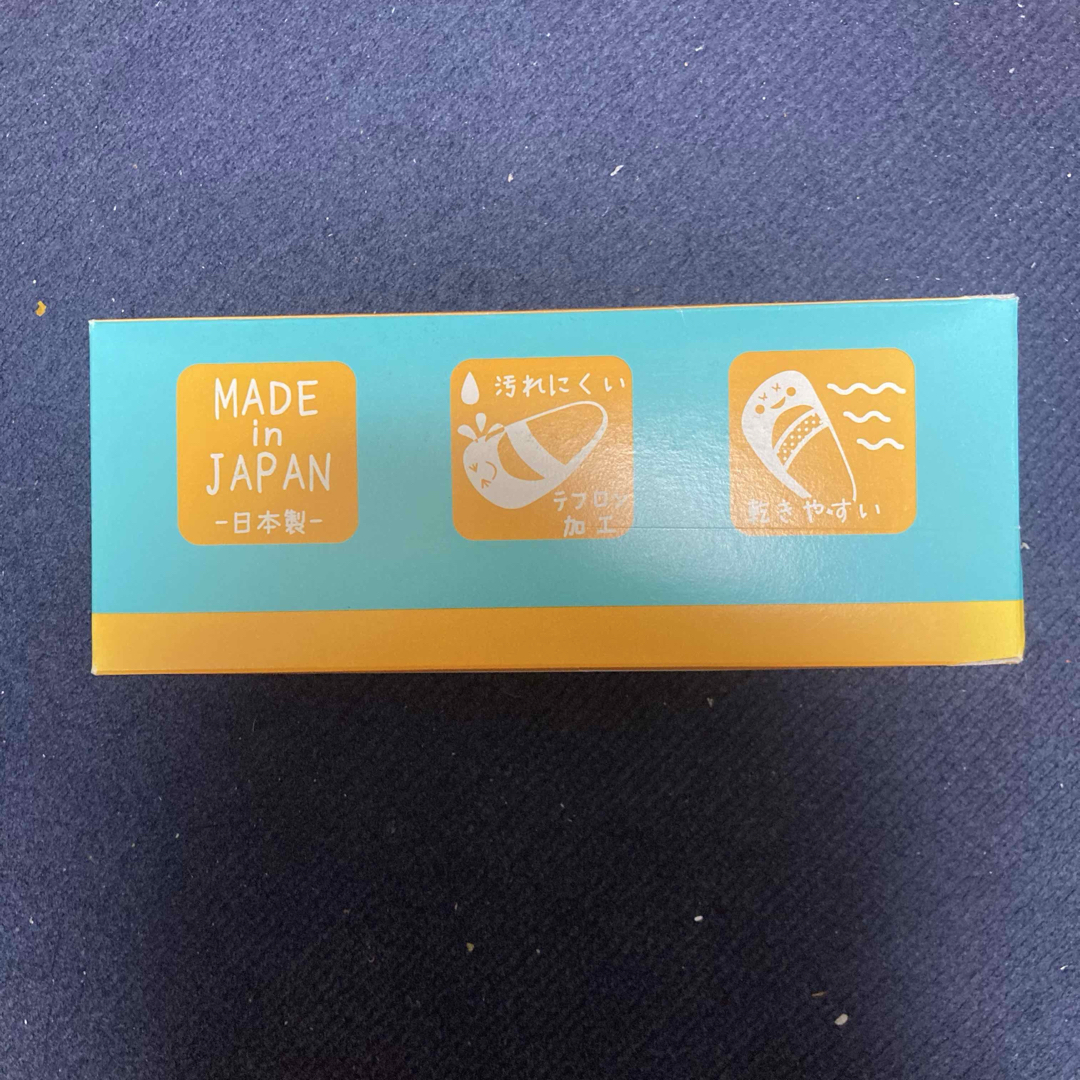 MADE
in
JAPAN
-日本製-
汚れにくい
テフロン
加工
乾きやすい